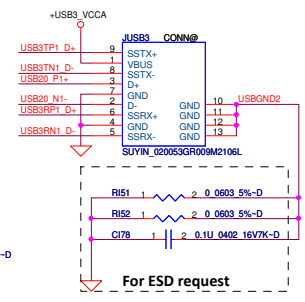 +USB3_VCCA
JUSB3 CONN@
USB3TP1_D+ 9 SSTX+
1 VBUS
USB3TN1_D- 8 SSTX-
USB20_P1+ 3 D+
7 GND
USB20_N1- 2 D- GND 10 USBGND2
USB3RP1_D+ 6 SSRX+ GND 11
4 GND GND 12
USB3RN1_D- 5 SSRX- GND 13
SUYIN_020053GR009M2106L
RI51 1 2 0_0603_5%~D
RI52 1 2 0_0603_5%~D
CI78 1 2 0.1U_0402_16V7K~D
~D
For ESD request